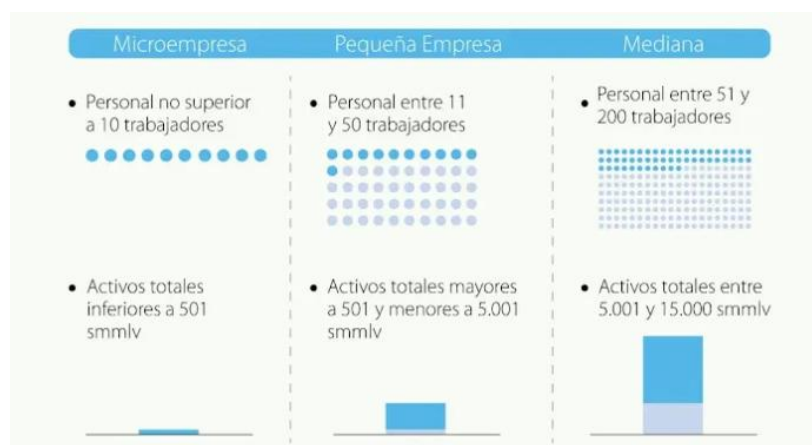 Microempresa
Pequeña Empresa
Mediana
• Personal no superior
a 10 trabajadores
• Personal entre 11
y 50 trabajadores
• Personal entre 51 y
200 trabajadores
• Activos totales
inferiores a 501
smmlv
• Activos totales mayores
a 501 y menores a 5.001
smmlv
• Activos totales entre
5.001 y 15.000 smmlv